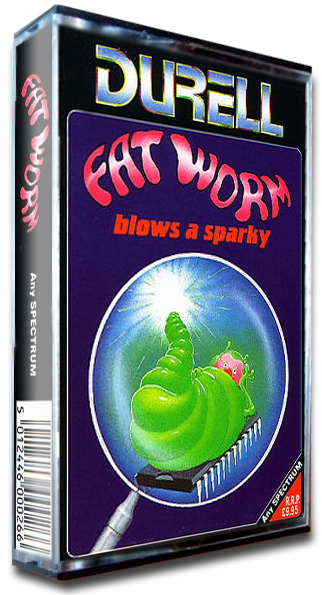 DURELL
FAT WORM
blows a sparky
Any SPECTRUM
R.R.P.
£9.95
FAT WORM
Any SPECTRUM
5 012446 000266